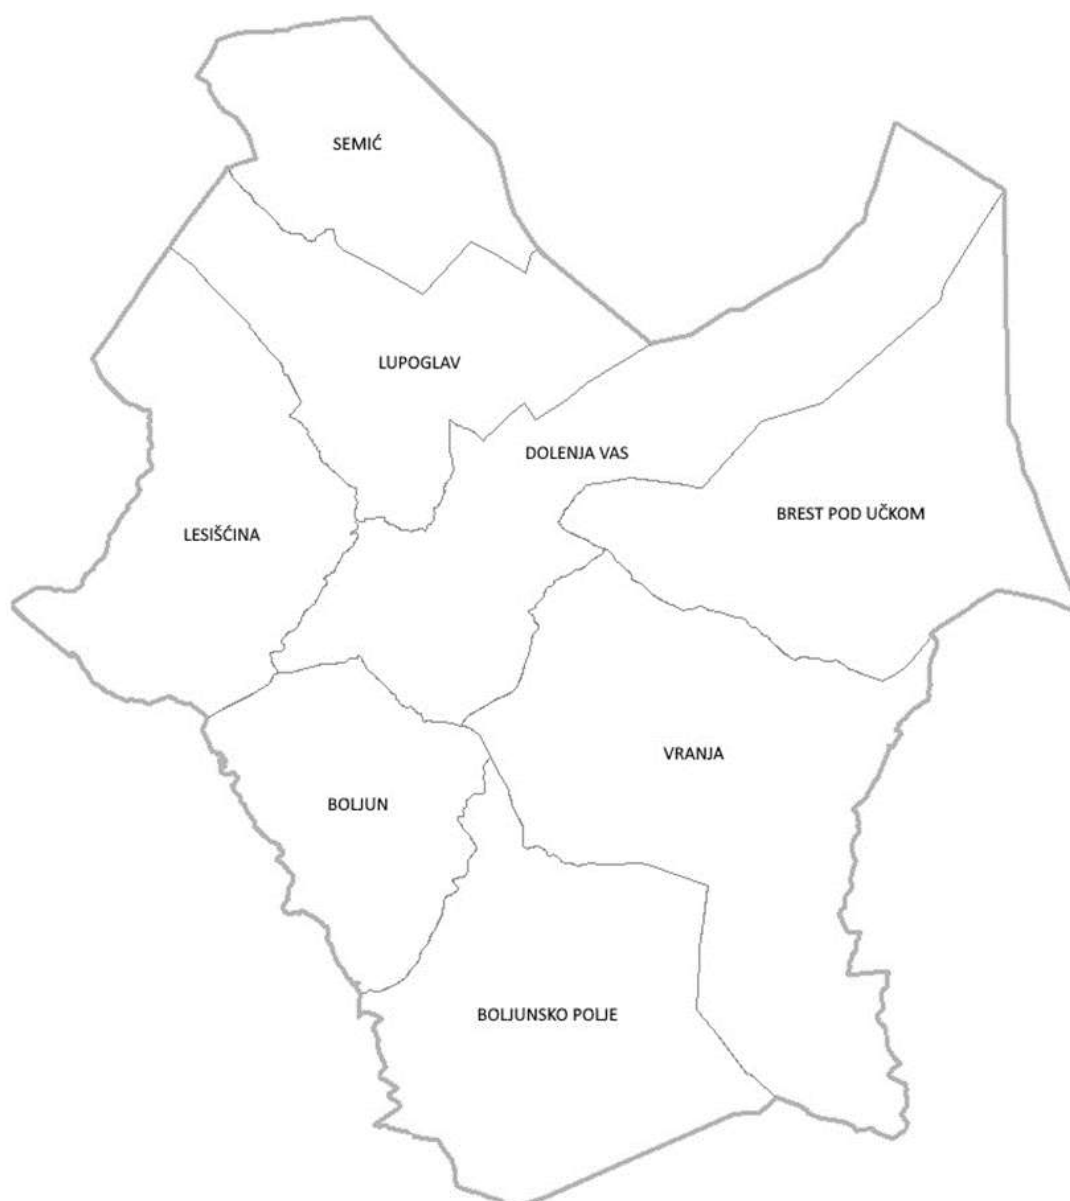 SEMIĆ
LUPOGLAV
DOLENJA VAS
BREST POD UČKOM
LESIŠĆINA
VRANJA
BOLJUN
BOLJUNSKO POLJE